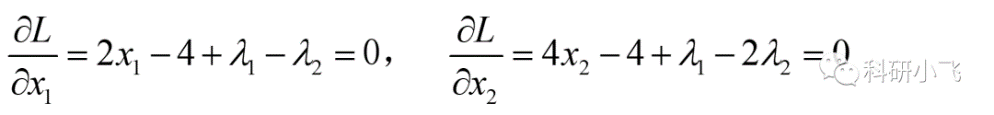 ∂L/∂x₁ = 2x₁ − 4 + λ₁ − λ₂ = 0， ∂L/∂x₂ = 4x₂ − 4 + λ₁ − 2λ₂ = 0
科研小飞